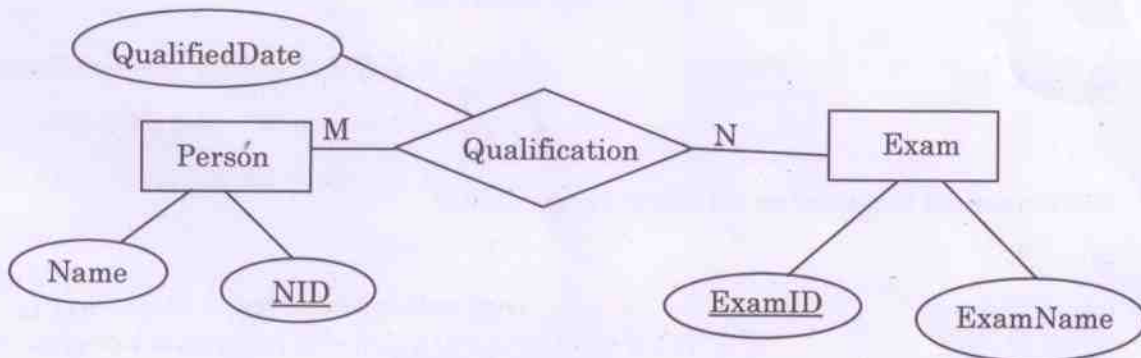 QualifiedDate
M
N
Person
Qualification
Exam
Name
NID
ExamID
ExamName